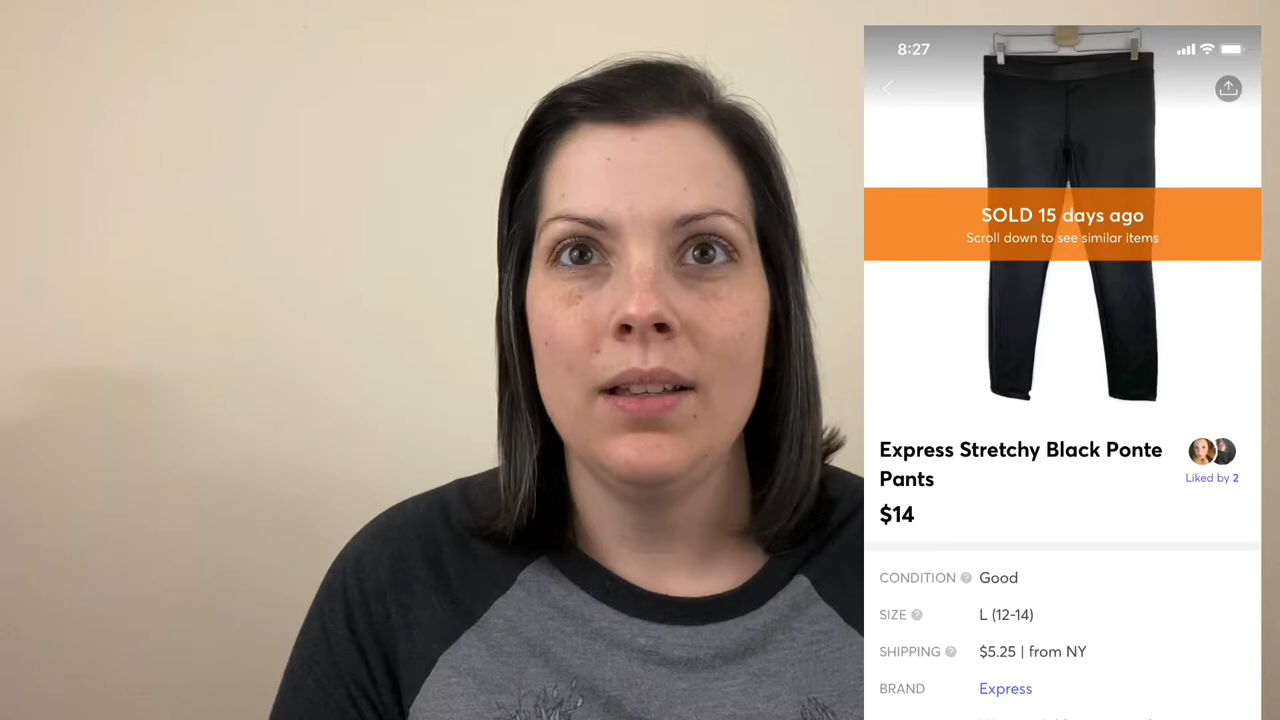 8:27
SOLD 15 days ago
Scroll down to see similar items
Express Stretchy Black Ponte
Pants
Liked by 2
$14
CONDITION Good
SIZE L (12-14)
SHIPPING $5.25 | from NY
BRAND Express